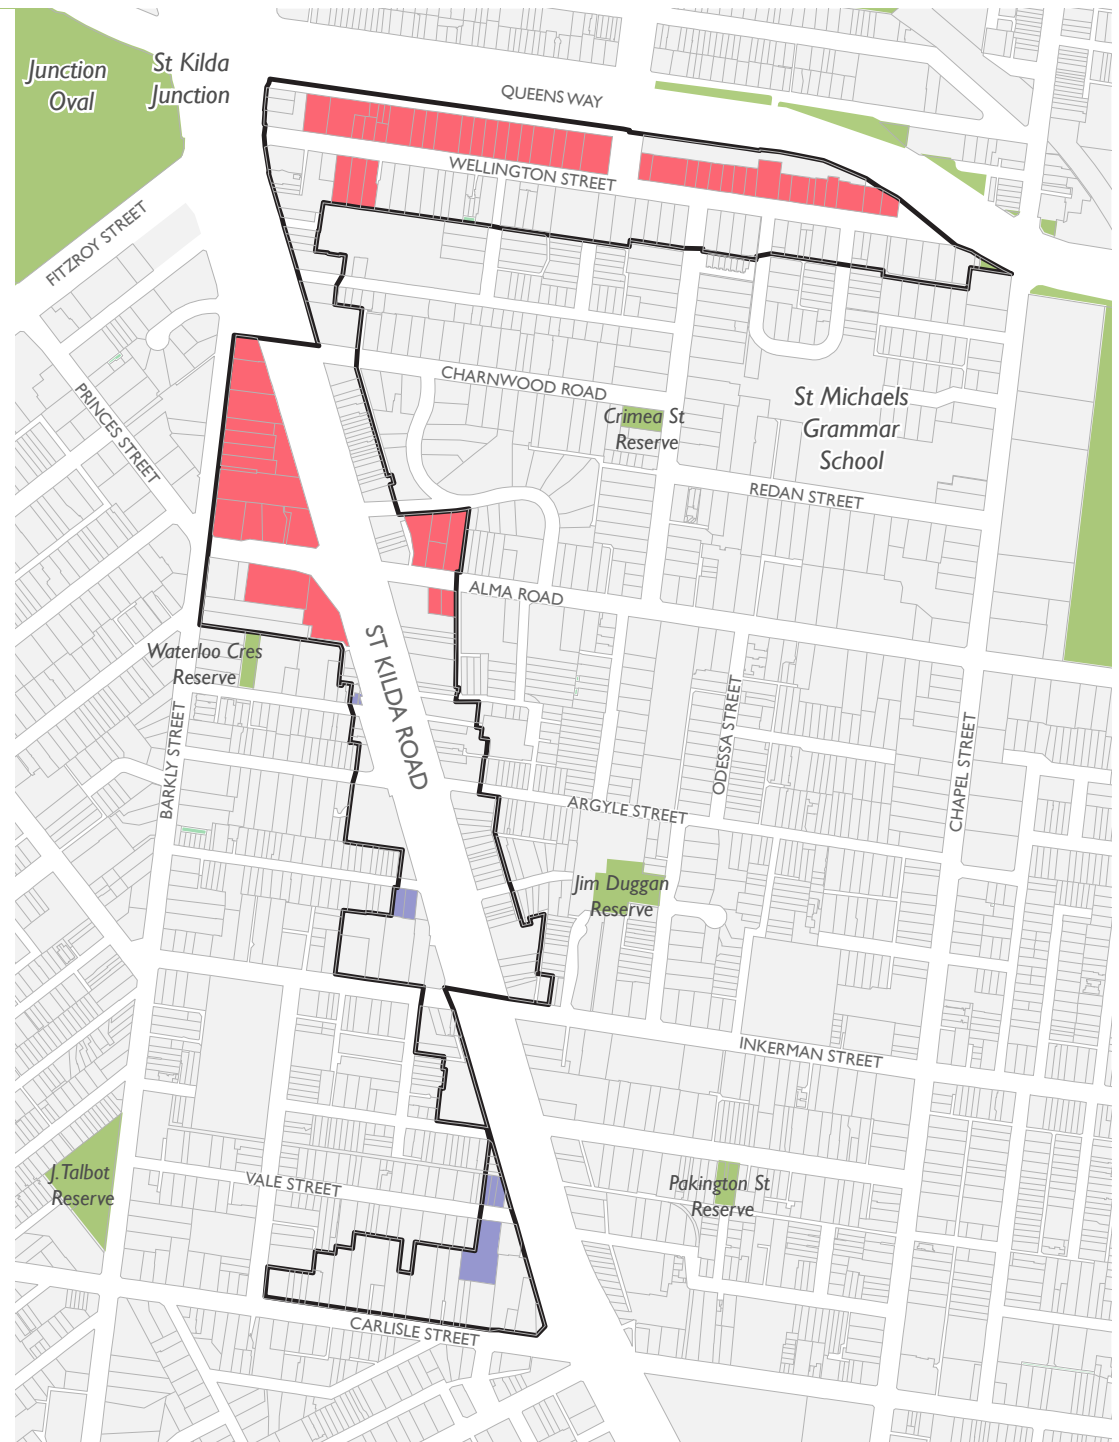 Junction
Oval
St Kilda
Junction
QUEENS WAY
WELLINGTON STREET
FITZROY STREET
PRINCES STREET
CHARNWOOD ROAD
Crimea St
Reserve
St Michaels
Grammar
School
REDAN STREET
ALMA ROAD
Waterloo Cres
Reserve
ST KILDA ROAD
BARKLY STREET
ODESSA STREET
CHAPEL STREET
ARGYLE STREET
Jim Duggan
Reserve
INKERMAN STREET
J.Talbot
Reserve
VALE STREET
Pakington St
Reserve
CARLISLE STREET